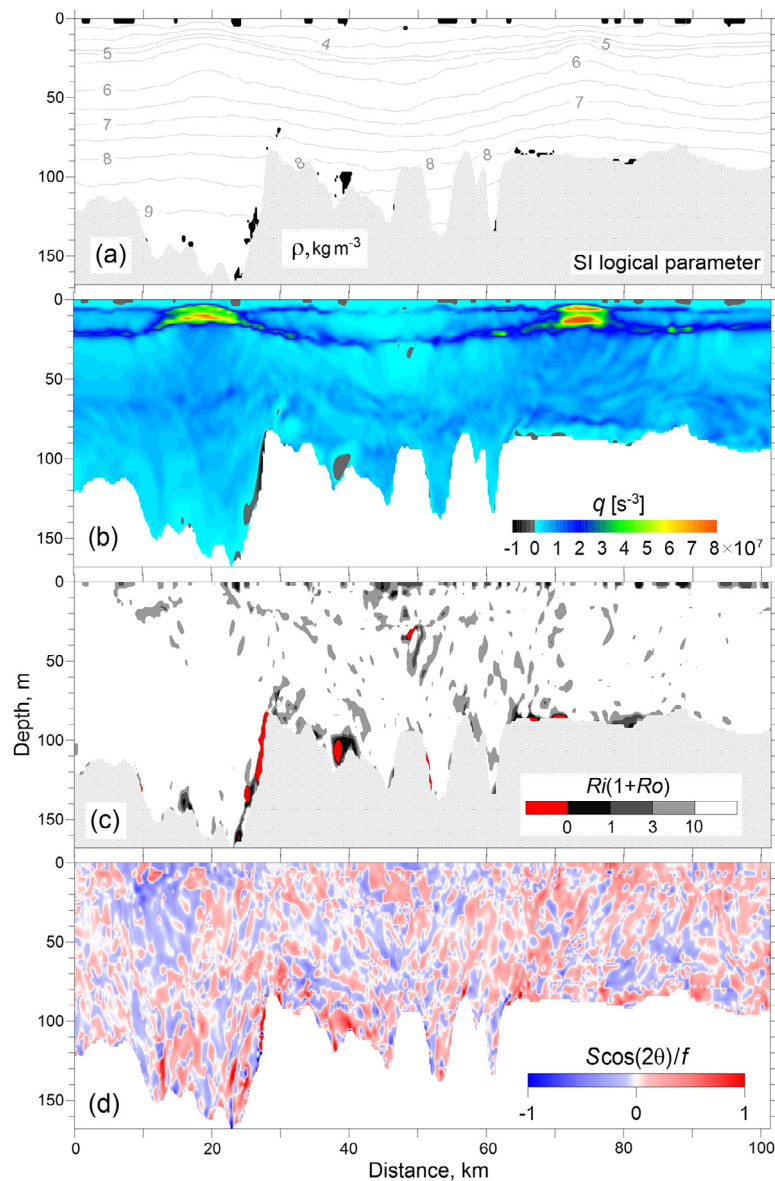 0
50
100
150
4
5
5
6
6
7
7
8
8
8
8
9
(a)
ρ, kg m⁻³
SI logical parameter
0
50
100
150
(b)
q [s⁻³]
-1 0 1 2 3 4 5 6 7 8 ×10⁷
0
50
100
150
Depth, m
(c)
Ri(1+Ro)
0 1 3 10
0
50
100
150
(d)
Scos(2θ)/f
-1 0 1
0 20 40 60 80 100
Distance, km